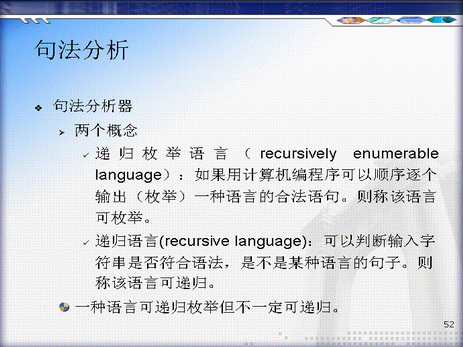 句法分析
句法分析器
两个概念
递归枚举语言(recursively enumerable
language):如果用计算机编程序可以顺序逐个
输出(枚举)一种语言的合法语句。则称该语言
可枚举。
递归语言(recursive language):可以判断输入字
符串是否符合语法,是不是某种语言的句子。则
称该语言可递归。
一种语言可递归枚举但不一定可递归。
52